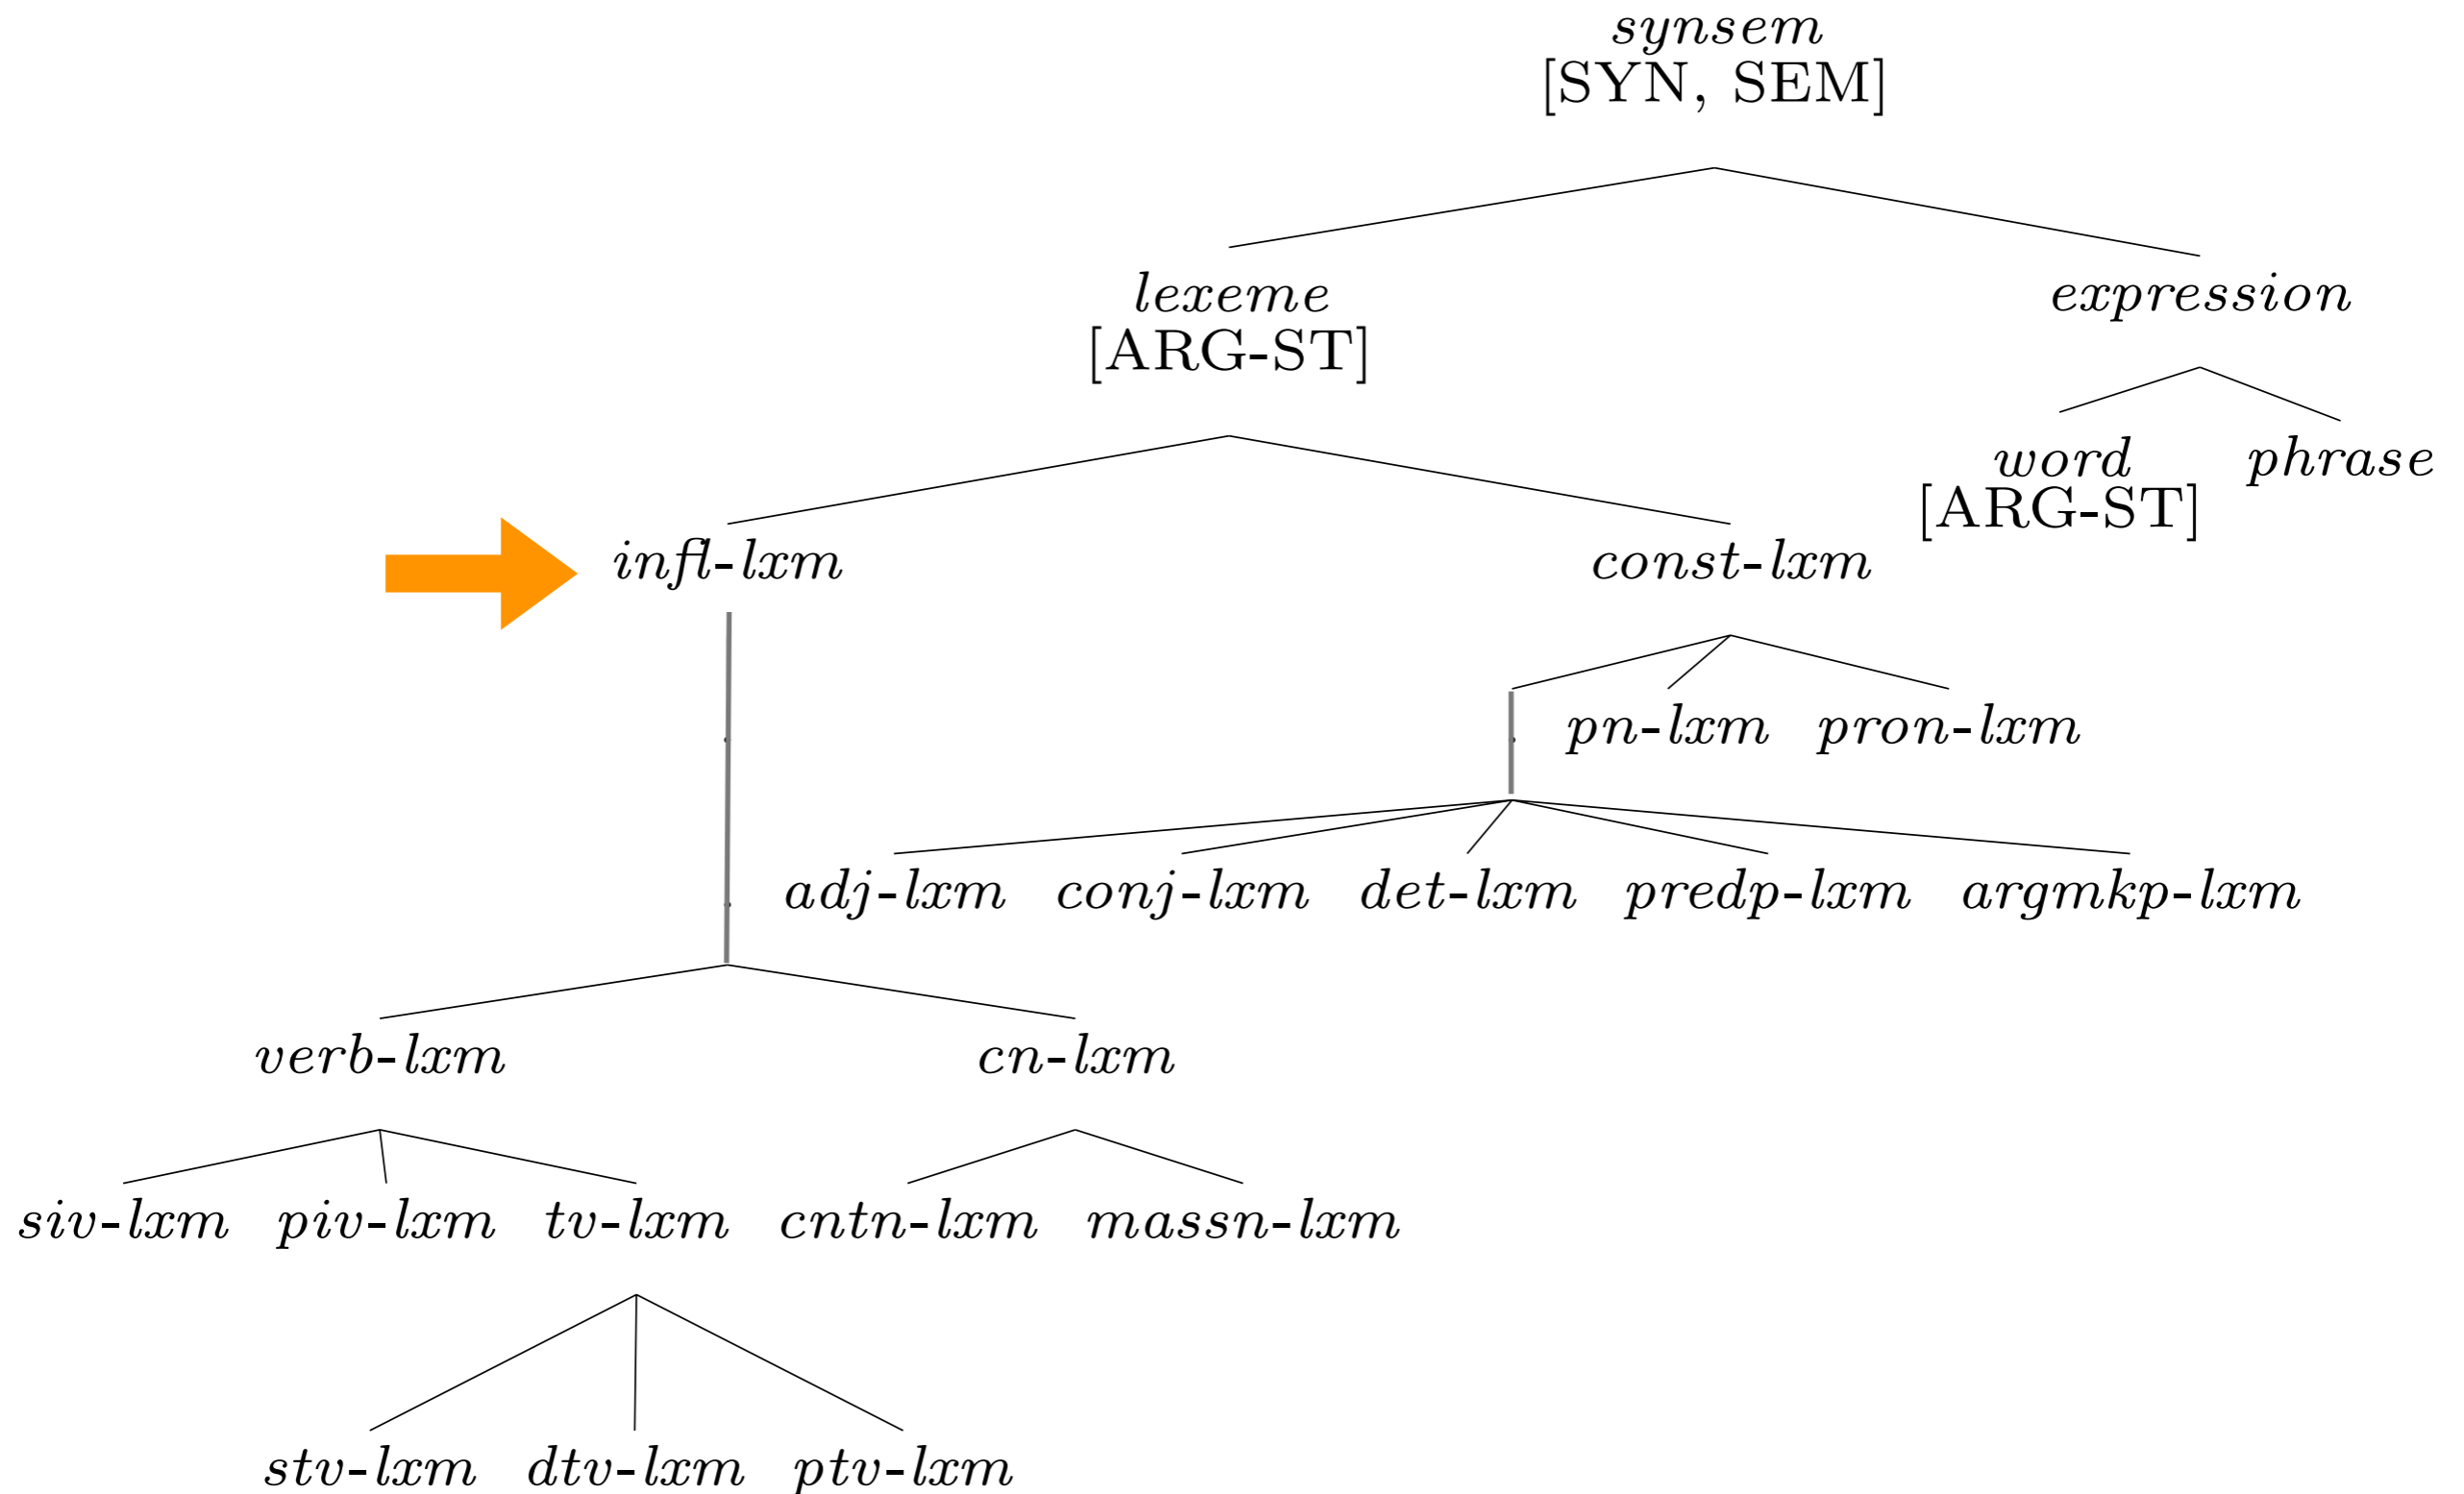 synsem
[SYN, SEM]
lexeme
[ARG-ST]
expression
word
[ARG-ST]
phrase
infl-lxm
const-lxm
pn-lxm pron-lxm
adj-lxm conj-lxm det-lxm predp-lxm argmkp-lxm
verb-lxm cn-lxm
siv-lxm piv-lxm tv-lxm cntn-lxm massn-lxm
stv-lxm dtv-lxm ptv-lxm